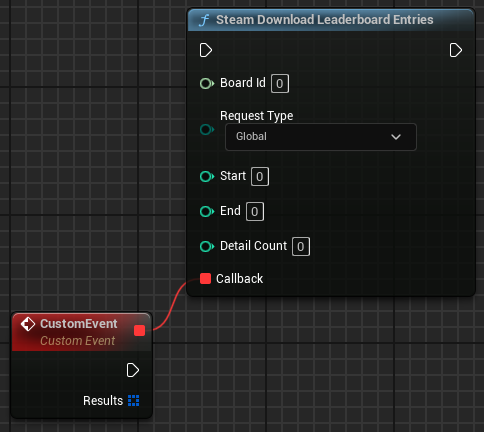 Steam Download Leaderboard Entries
Board Id 0
Request Type
Global
Start 0
End 0
Detail Count 0
Callback
CustomEvent
Custom Event
Results